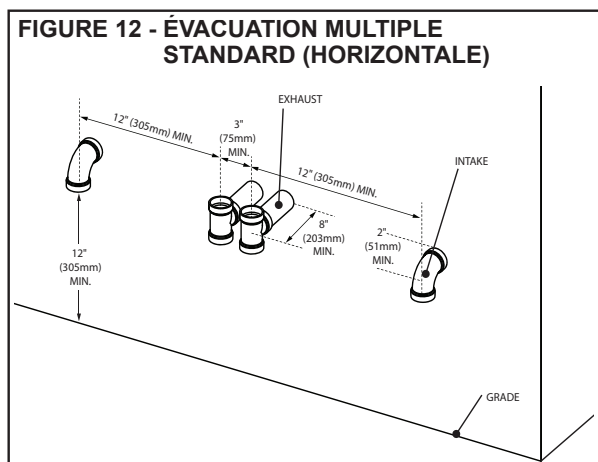 FIGURE 12 - ÉVACUATION MULTIPLE
STANDARD (HORIZONTALE)
EXHAUST
12" (305mm) MIN.
3"
(75mm)
MIN.
12" (305mm) MIN.
INTAKE
8"
(203mm)
MIN.
2"
(51mm)
MIN.
12"
(305mm)
MIN.
GRADE